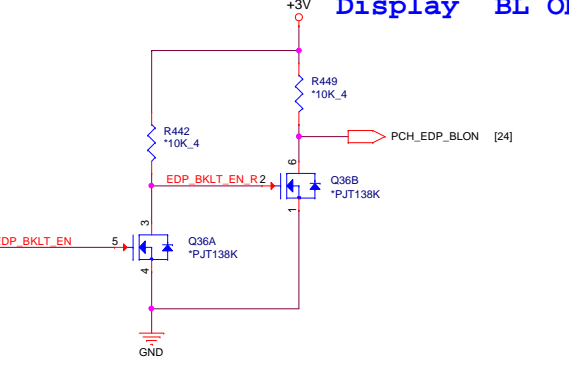 +3V
Display BL O
R449
*10K_4
R442
*10K_4
PCH_EDP_BLON [24]
6
EDP_BKLT_EN_R 2
Q36B
*PJT138K
1
3
DP_BKLT_EN
5
Q36A
*PJT138K
4
GND